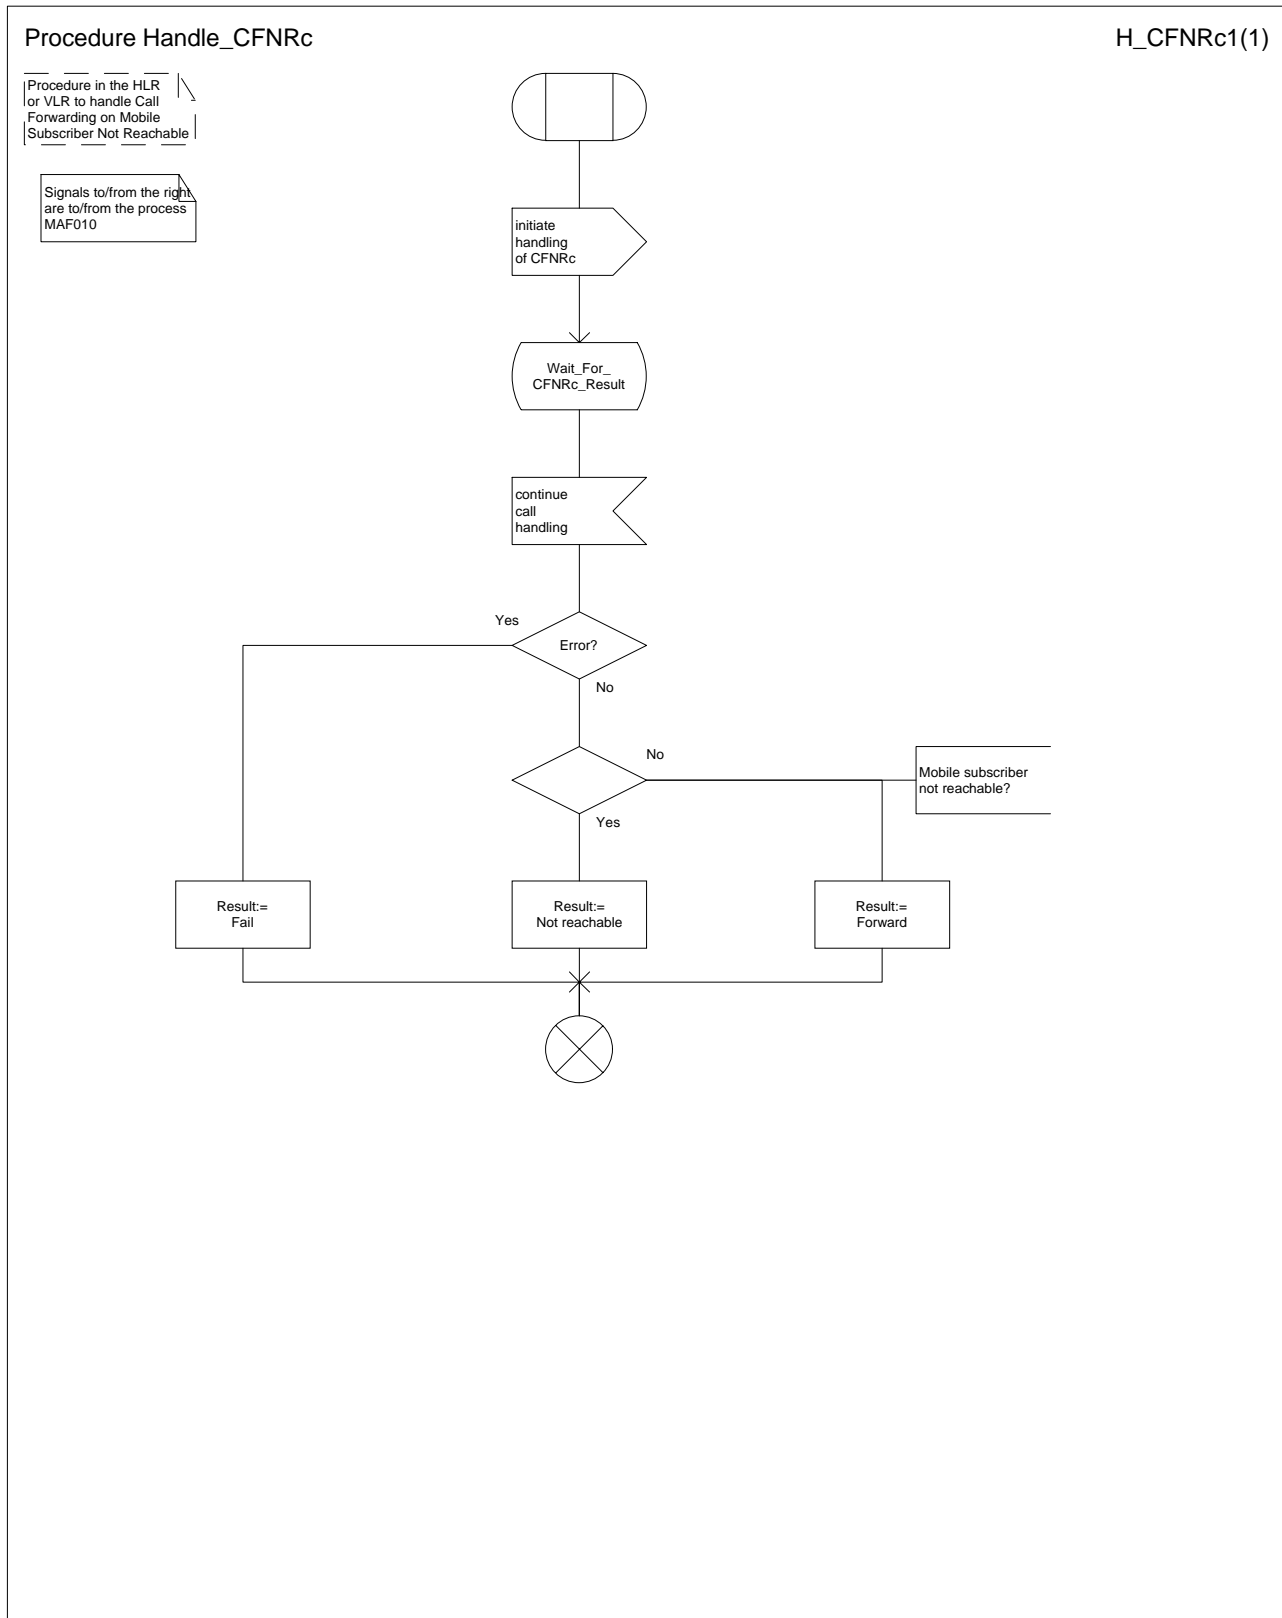 Procedure Handle_CFNRc
H_CFNRc1(1)
Procedure in the HLR
or VLR to handle Call
Forwarding on Mobile
Subscriber Not Reachable
Signals to/from the right
are to/from the process
MAF010
initiate
handling
of CFNRc
Wait_For_
CFNRc_Result
continue
call
handling
Yes
Error?
No
No
Mobile subscriber
not reachable?
Yes
Result:=
Fail
Result:=
Not reachable
Result:=
Forward